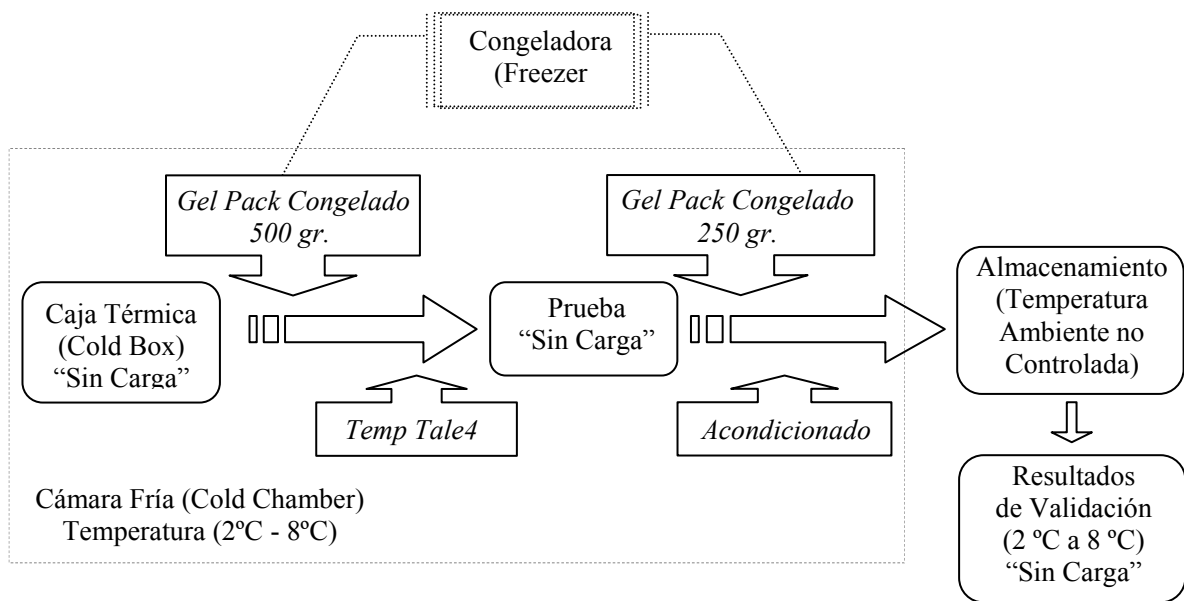 Congeladora
(Freezer
Gel Pack Congelado
500 gr.
Gel Pack Congelado
250 gr.
Caja Térmica
(Cold Box)
“Sin Carga”
Prueba
“Sin Carga”
Almacenamiento
(Temperatura
Ambiente no
Controlada)
Temp Tale4
Acondicionado
Cámara Fría (Cold Chamber)
Temperatura (2ºC - 8ºC)
Resultados
de Validación
(2 ºC a 8 ºC)
“Sin Carga”